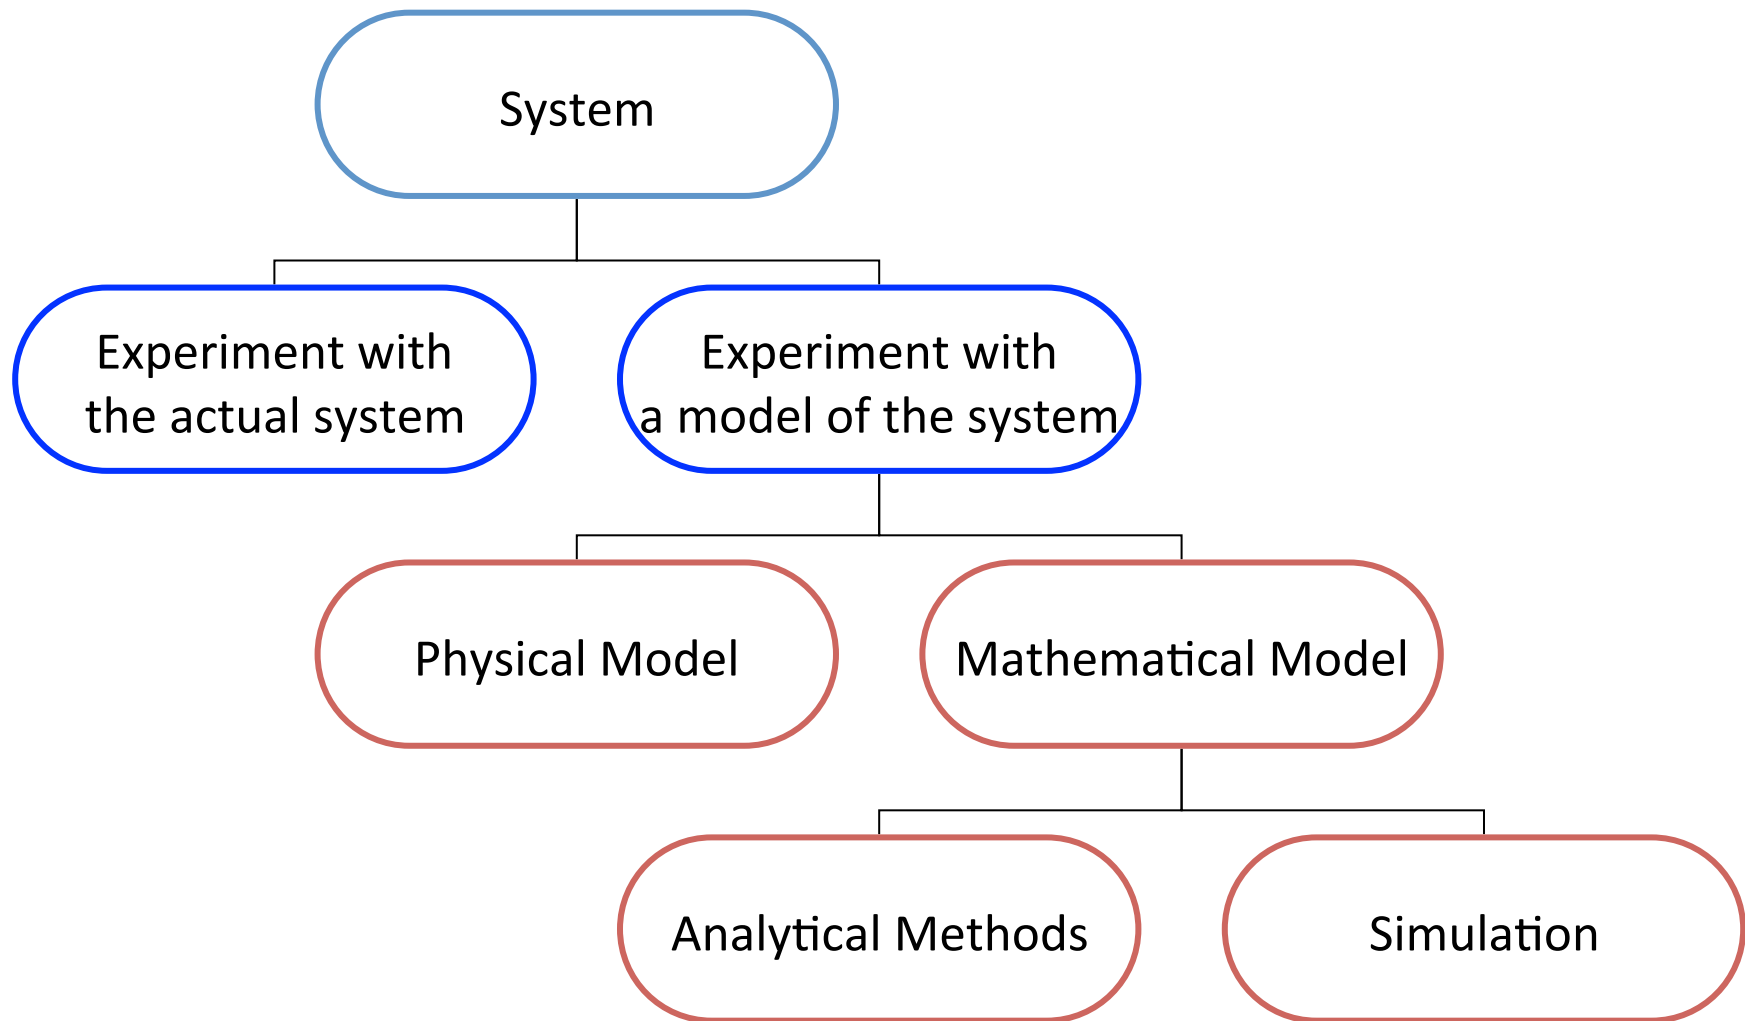 System
Experiment with
the actual system
Experiment with
a model of the system
Physical Model
Mathematical Model
Analytical Methods
Simulation